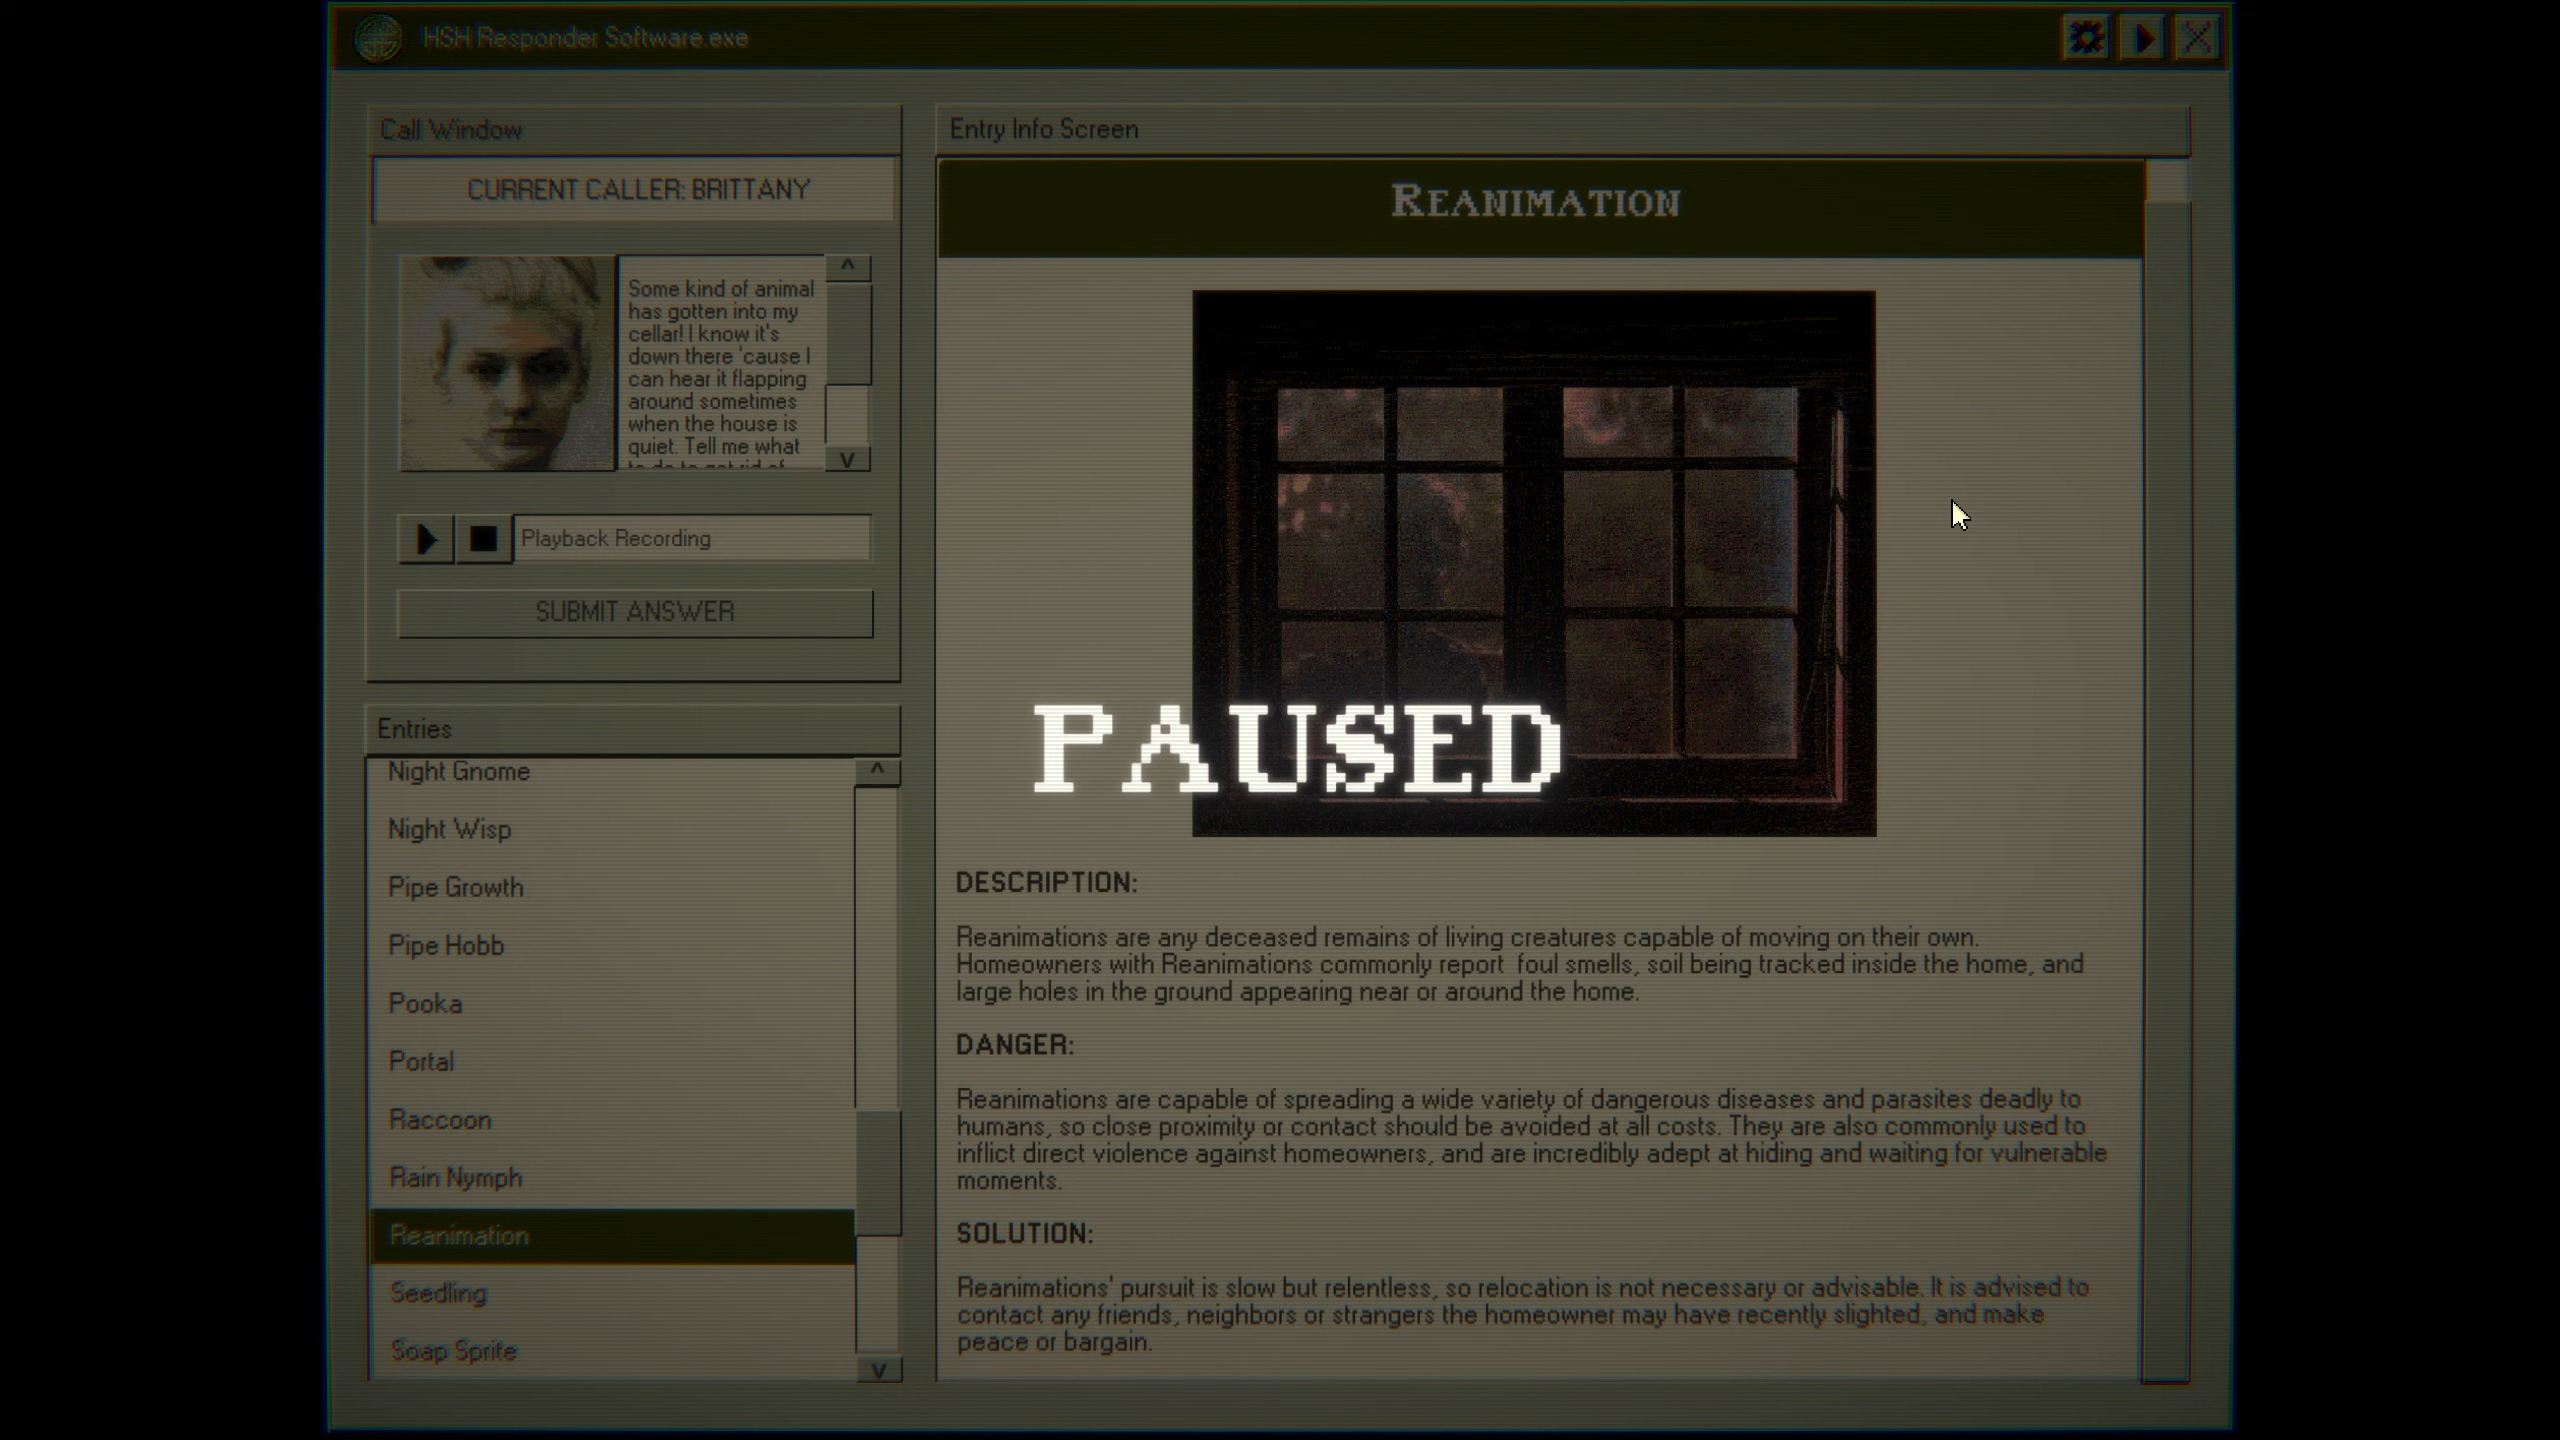 HSH Responder Software.exe
Call Window
CURRENT CALLER: BRITTANY
Some kind of animal
has gotten into my
cellar! I know it's
down there 'cause I
can hear it flapping
around sometimes
when the house is
quiet. Tell me what
to do to get rid of
Playback Recording
SUBMIT ANSWER
Entries
Night Gnome
Night Wisp
Pipe Growth
Pipe Hobb
Pooka
Portal
Raccoon
Rain Nymph
Reanimation
Seedling
Soap Sprite
Entry Info Screen
REANIMATION
PAUSED
DESCRIPTION:
Reanimations are any deceased remains of living creatures capable of moving on their own.
Homeowners with Reanimations commonly report  foul smells, soil being tracked inside the home, and
large holes in the ground appearing near or around the home.
DANGER:
Reanimations are capable of spreading a wide variety of dangerous diseases and parasites deadly to
humans, so close proximity or contact should be avoided at all costs. They are also commonly used to
inflict direct violence against homeowners, and are incredibly adept at hiding and waiting for vulnerable
moments.
SOLUTION:
Reanimations' pursuit is slow but relentless, so relocation is not necessary or advisable. It is advised to
contact any friends, neighbors or strangers the homeowner may have recently slighted, and make
peace or bargain.